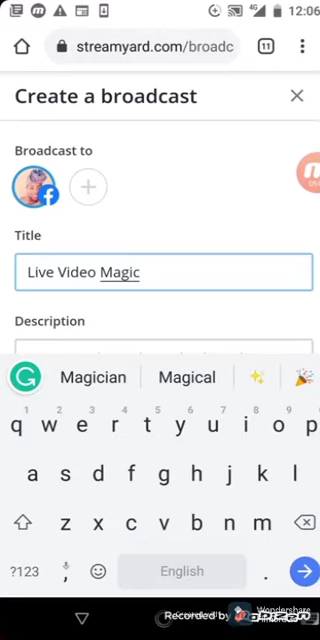 4G 12:06
streamyard.com/broadc 11
Create a broadcast
Broadcast to
Title
Live Video Magic
Description
Magician Magical
1 2 3 4 5 6 7 8 9 0
q w e r t y u i o p
a s d f g h j k l
z x c v b n m
?123 , English .
Recorded by
Wondershare